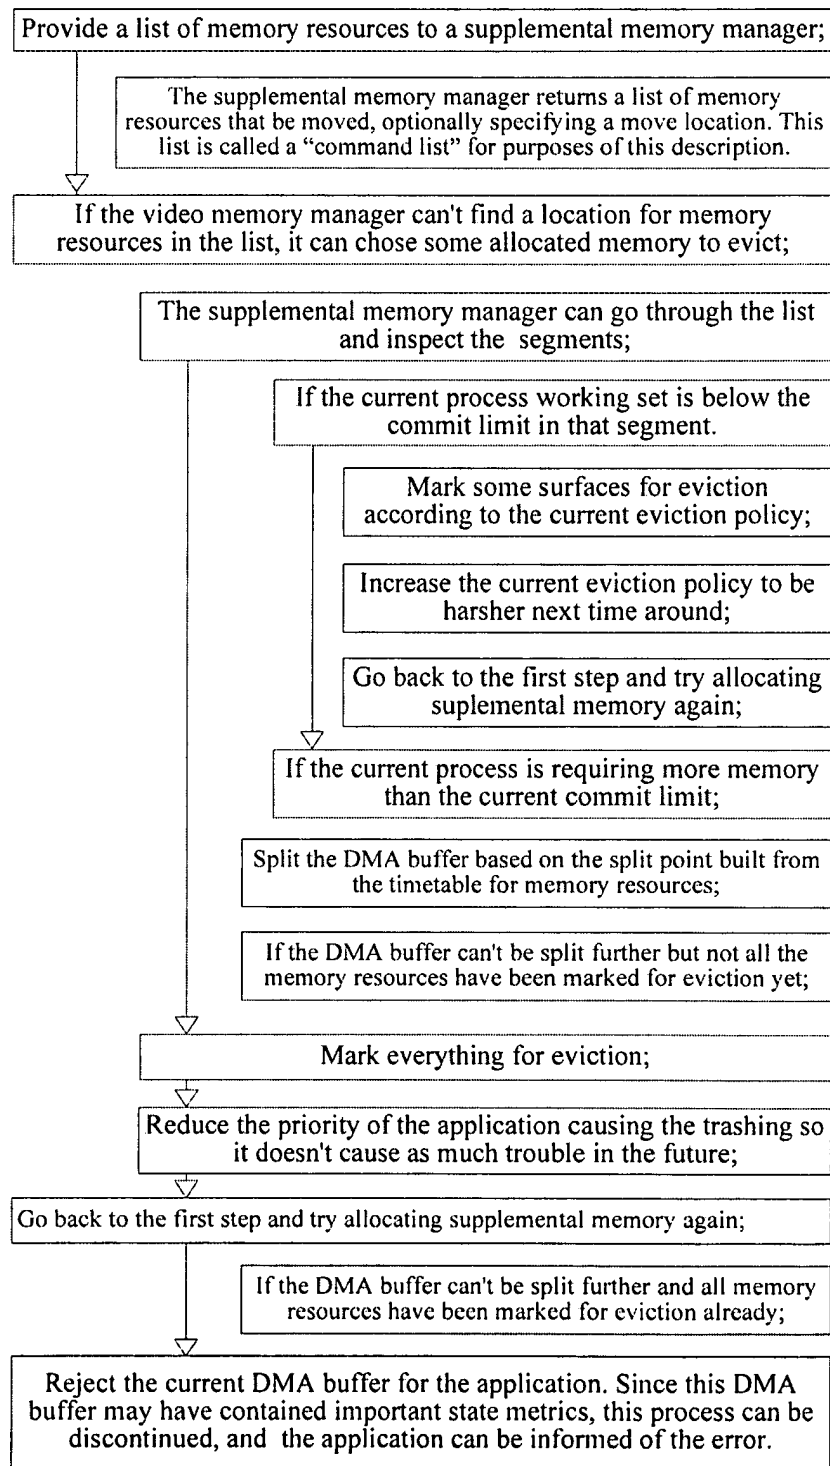 Provide a list of memory resources to a supplemental memory manager;
The supplemental memory manager returns a list of memory
resources that be moved, optionally specifying a move location. This
list is called a “command list” for purposes of this description.
If the video memory manager can't find a location for memory
resources in the list, it can chose some allocated memory to evict;
The supplemental memory manager can go through the list
and inspect the segments;
If the current process working set is below the
commit limit in that segment.
Mark some surfaces for eviction
according to the current eviction policy;
Increase the current eviction policy to be
harsher next time around;
Go back to the first step and try allocating
suplemental memory again;
If the current process is requiring more memory
than the current commit limit;
Split the DMA buffer based on the split point built from
the timetable for memory resources;
If the DMA buffer can't be split further but not all the
memory resources have been marked for eviction yet;
Mark everything for eviction;
Reduce the priority of the application causing the trashing so
it doesn't cause as much trouble in the future;
Go back to the first step and try allocating supplemental memory again;
If the DMA buffer can't be split further and all memory
resources have been marked for eviction already;
Reject the current DMA buffer for the application. Since this DMA
buffer may have contained important state metrics, this process can be
discontinued, and the application can be informed of the error.